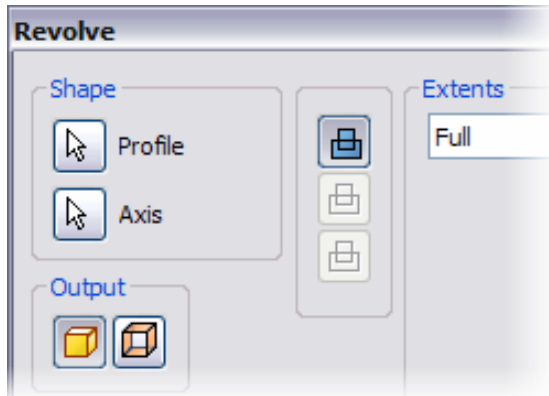 Revolve
Shape
Profile
Axis
Extents
Full
Output